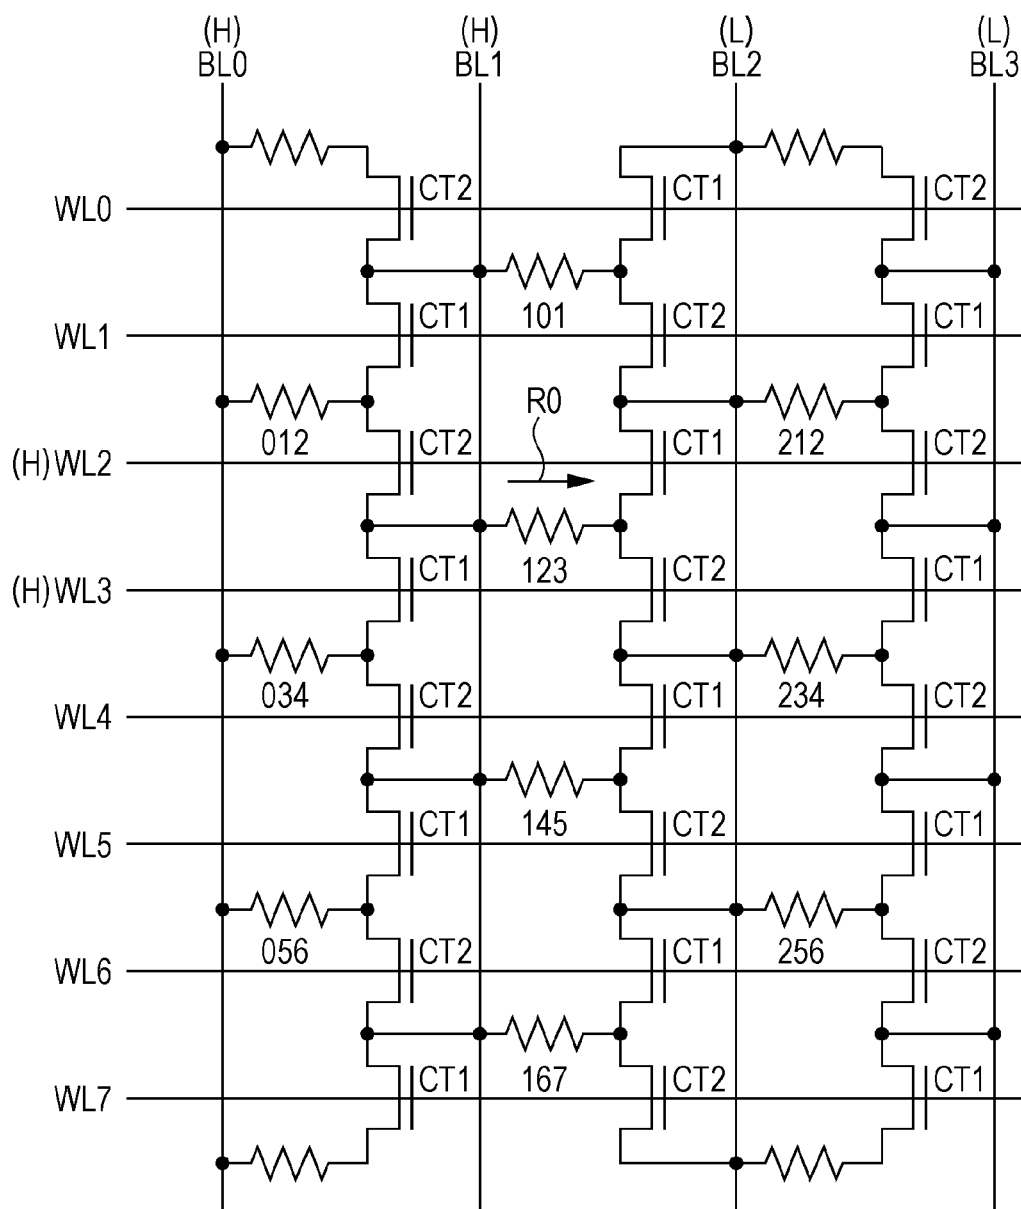 (H) (H) (L) (L)
BL0 BL1 BL2 BL3
WL0 CT2 CT1 CT2
101
WL1 CT1 CT2 CT1
012 R0 212
(H) WL2 CT2 CT1 CT2
123
(H) WL3 CT1 CT2 CT1
034 234
WL4 CT2 CT1 CT2
145
WL5 CT1 CT2 CT1
056 256
WL6 CT2 CT1 CT2
167
WL7 CT1 CT2 CT1